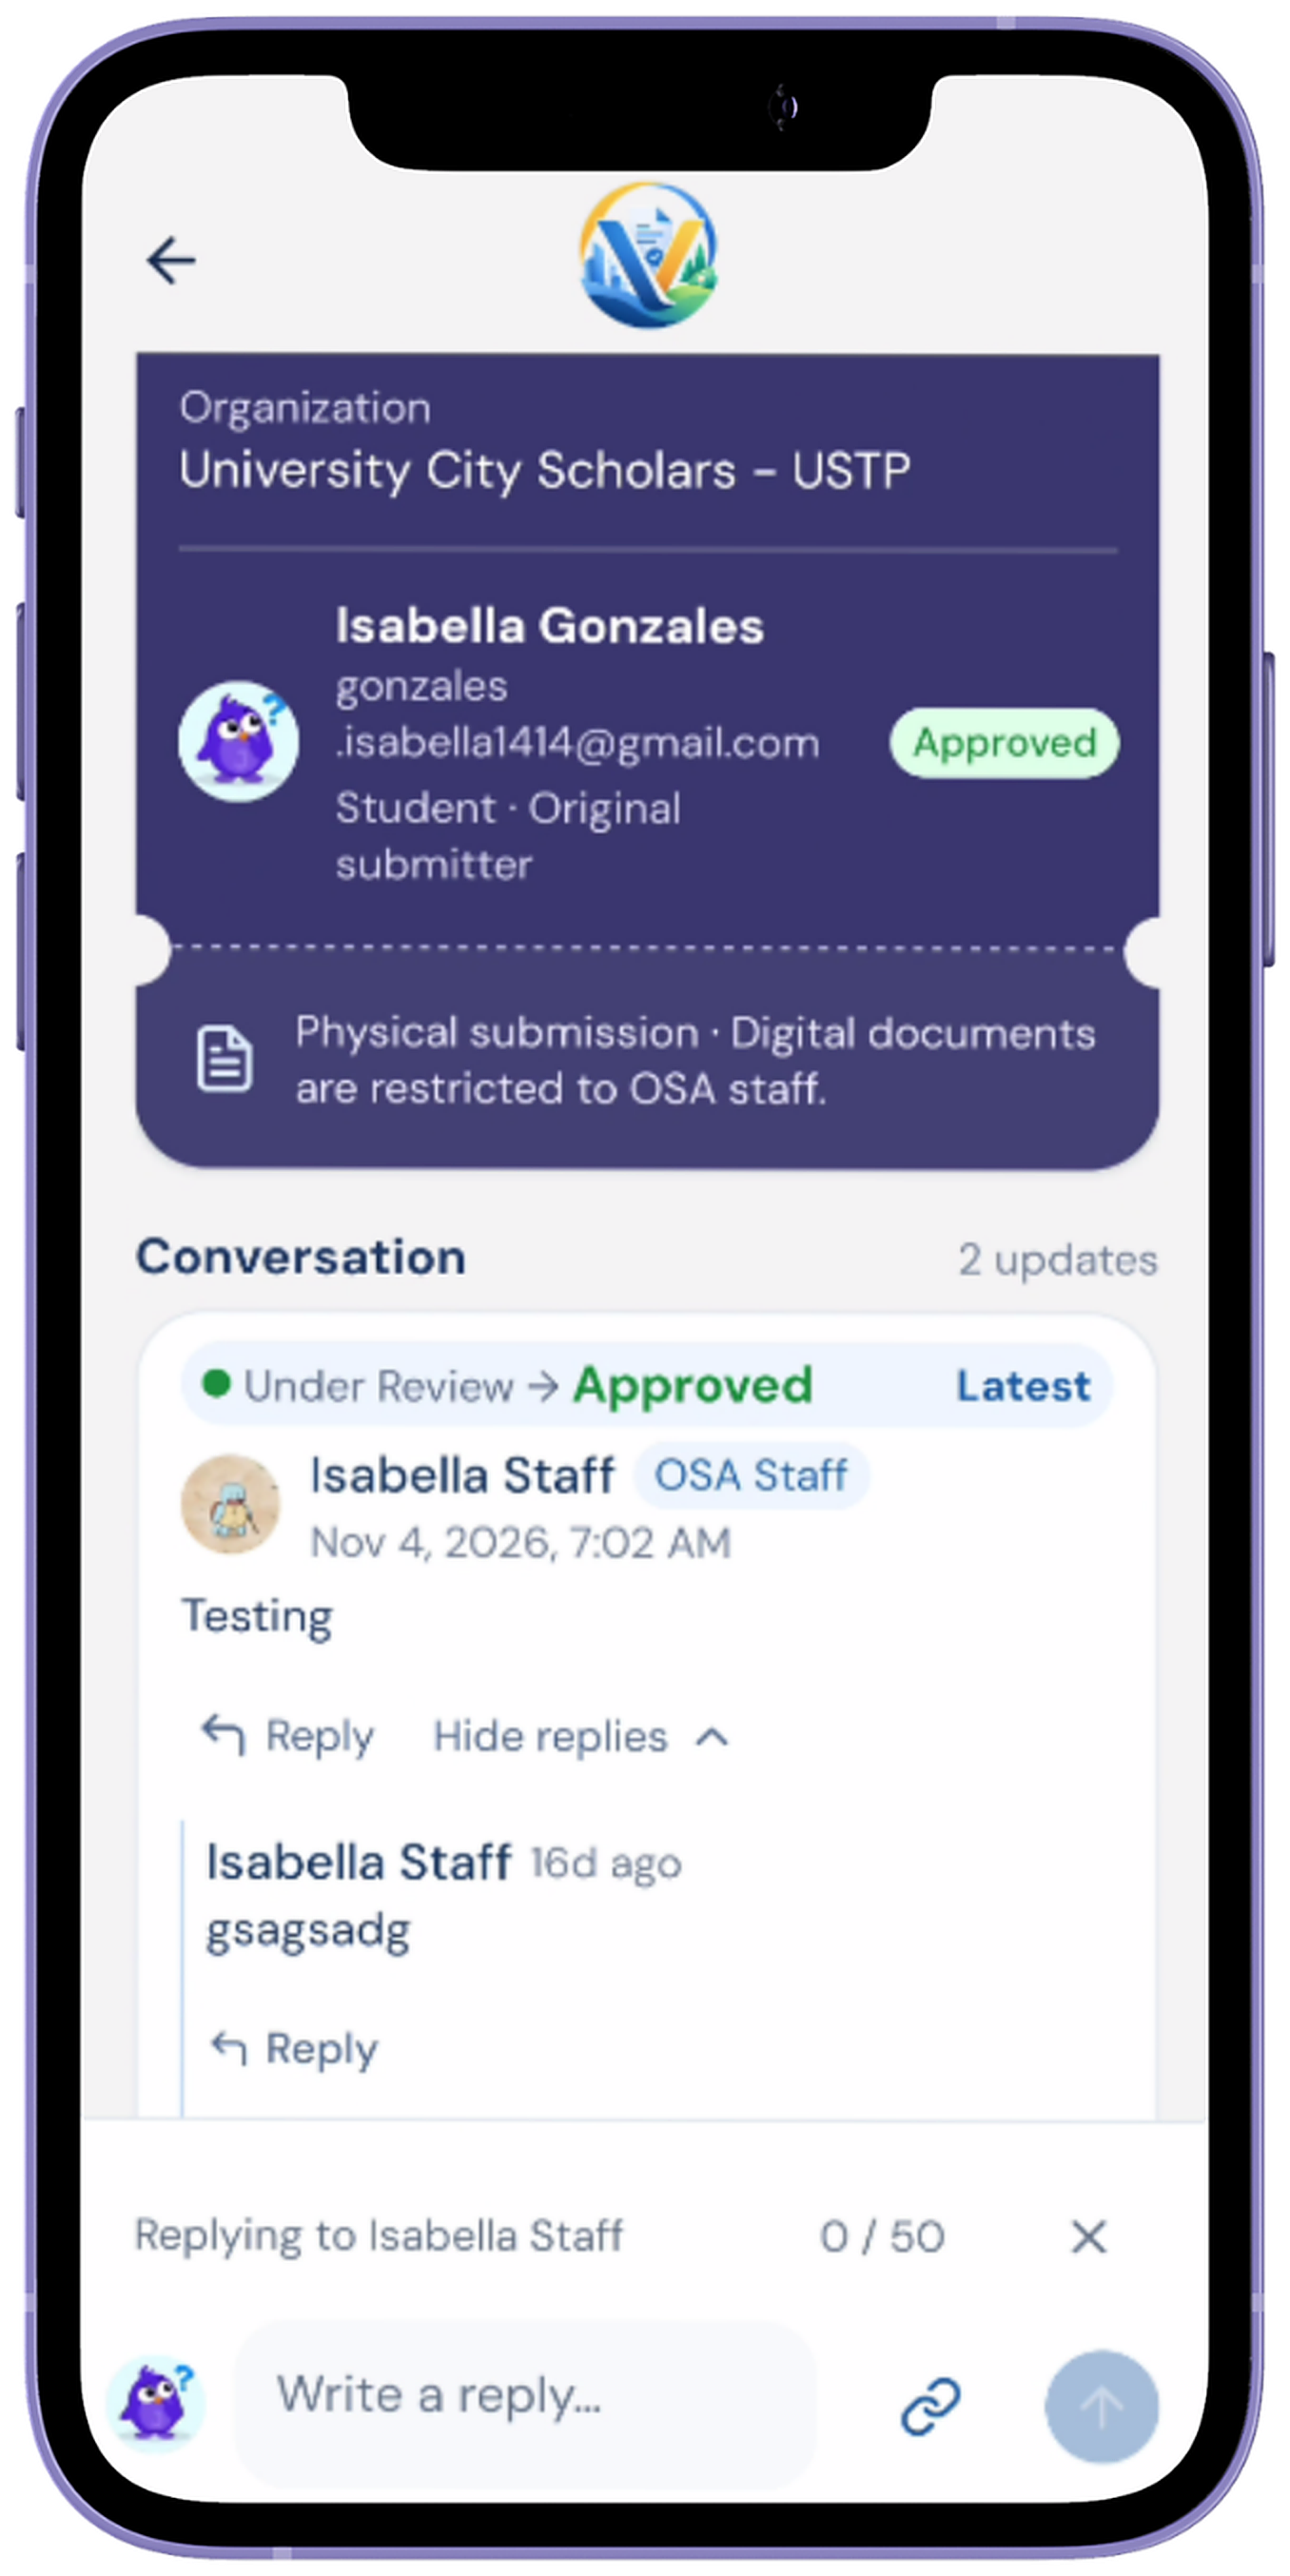 Organization
University City Scholars – USTP
Isabella Gonzales
gonzales
.isabella1414@gmail.com
Approved
Student · Original
submitter
Physical submission · Digital documents
are restricted to OSA staff.
Conversation
2 updates
Under Review → Approved
Latest
Isabella Staff
OSA Staff
Nov 4, 2026, 7:02 AM
Testing
Reply
Hide replies
Isabella Staff 16d ago
gsagsadg
Reply
Replying to Isabella Staff
0 / 50
Write a reply...